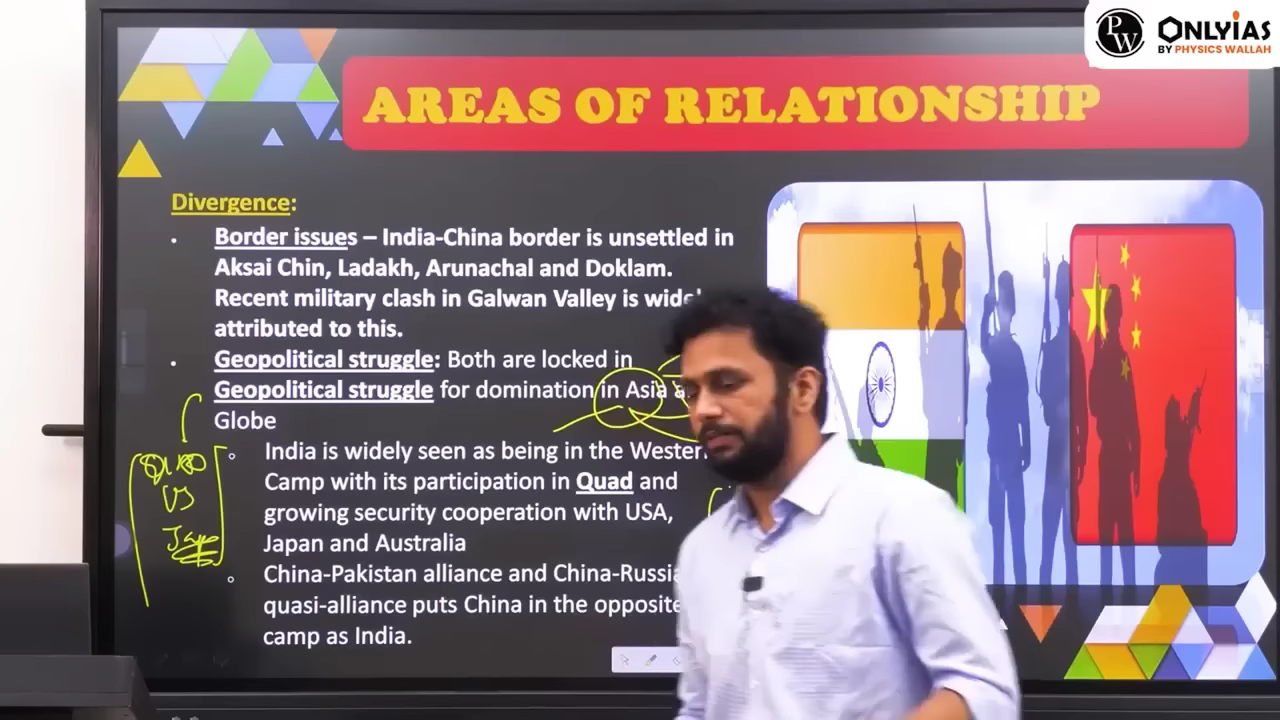 PW ONLYIAS
BY PHYSICS WALLAH
AREAS OF RELATIONSHIP
Divergence:
• Border issues – India-China border is unsettled in
Aksai Chin, Ladakh, Arunachal and Doklam.
Recent military clash in Galwan Valley is
attributed to this.
• Geopolitical struggle: Both are locked in
Geopolitical struggle for domination in Asia
Globe
◦ India is widely seen as being in the Western
Camp with its participation in Quad and
growing security cooperation with USA,
Japan and Australia
◦ China-Pakistan alliance and China-Russia
quasi-alliance puts China in the opposite
camp as India.